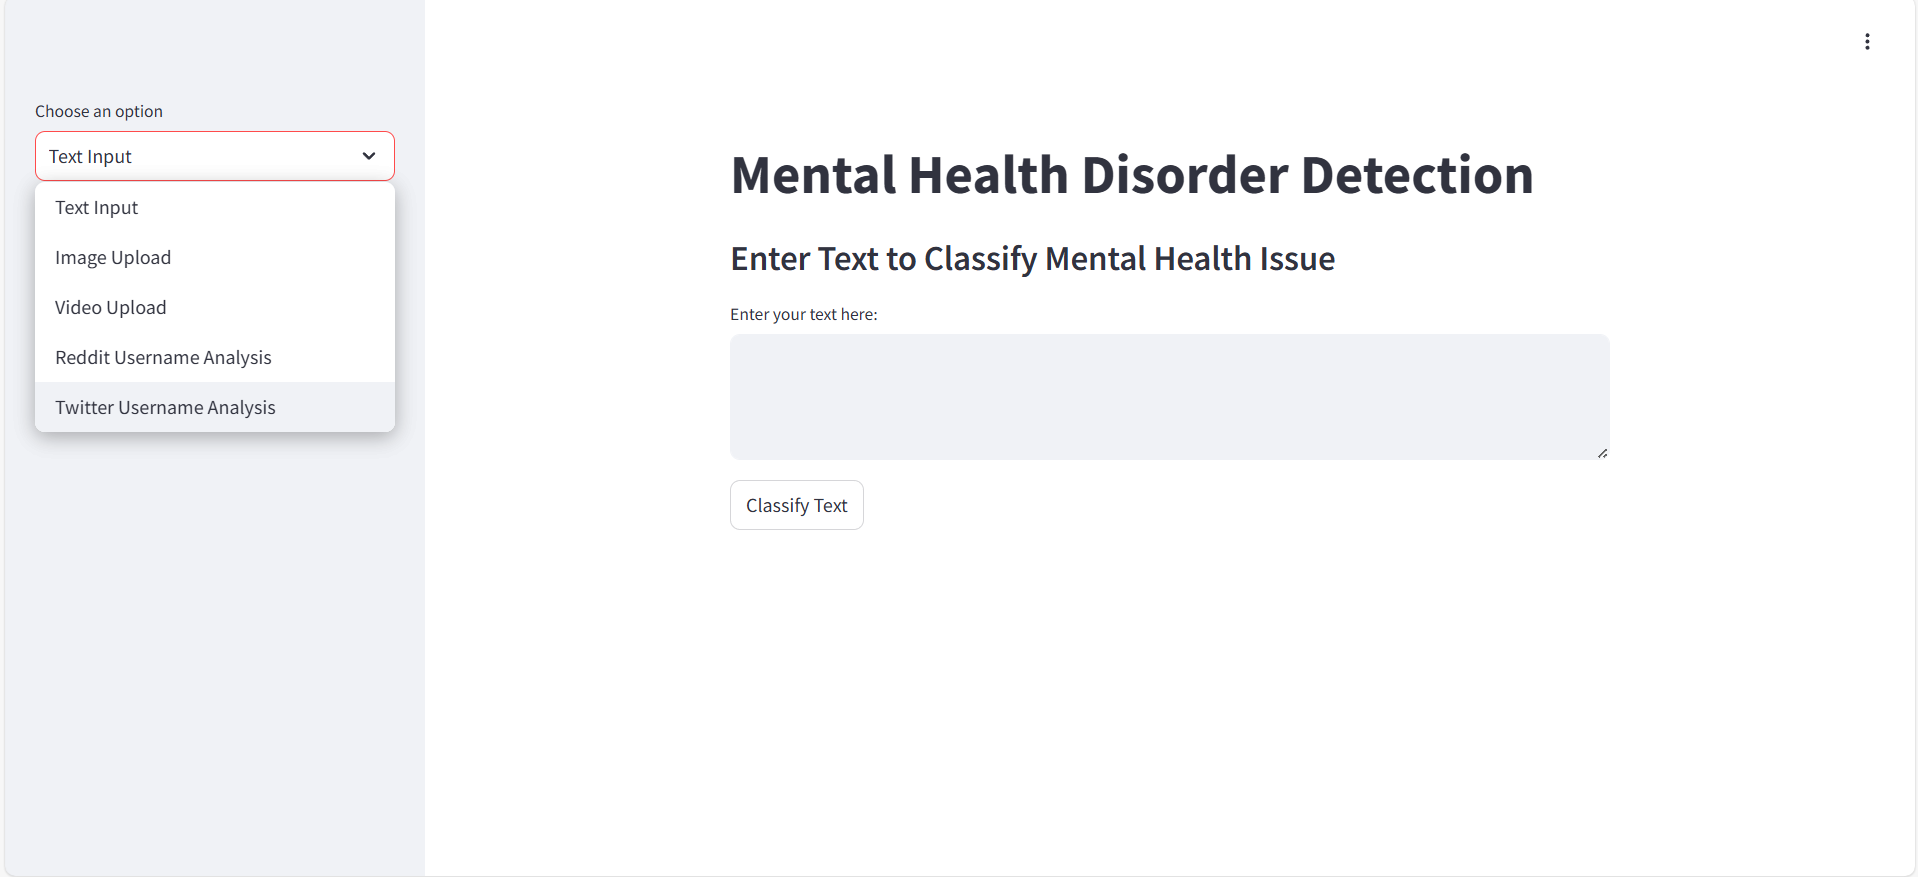 Choose an option
Text Input
Text Input
Image Upload
Video Upload
Reddit Username Analysis
Twitter Username Analysis
Mental Health Disorder Detection
Enter Text to Classify Mental Health Issue
Enter your text here:
Classify Text